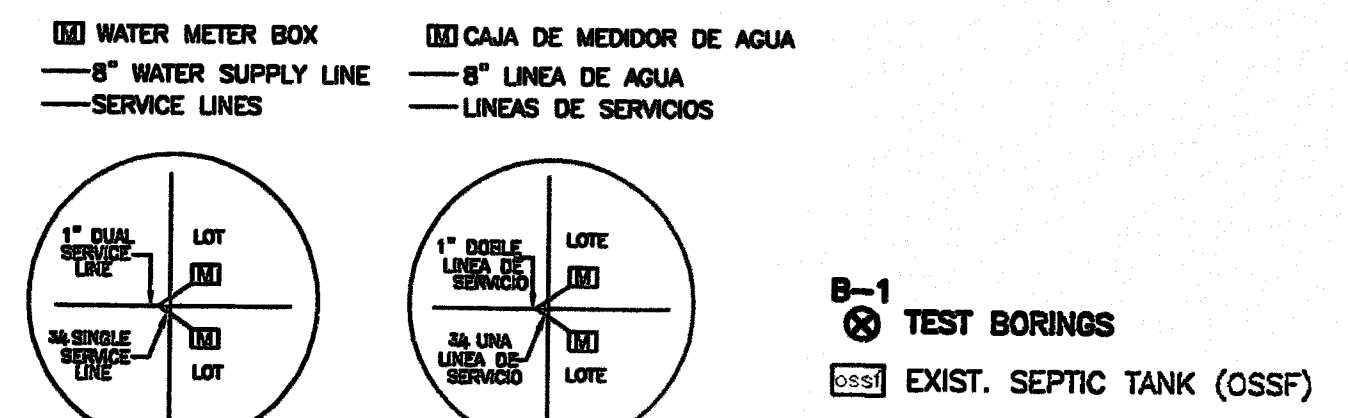 M WATER METER BOX
8" WATER SUPPLY LINE
SERVICE LINES
M CAJA DE MEDIDOR DE AGUA
8" LINEA DE AGUA
LINEAS DE SERVICIOS
1" DUAL
SERVICE
LINE
LOT
M
3/4 SINGLE
SERVICE
LINE
M
LOT
1" DOBLE
LINEA DE
SERVICIO
LOTE
M
3/4 UNA
LINEA DE
SERVICIO
M
LOTE
B-1
TEST BORINGS
ossf EXIST. SEPTIC TANK (OSSF)